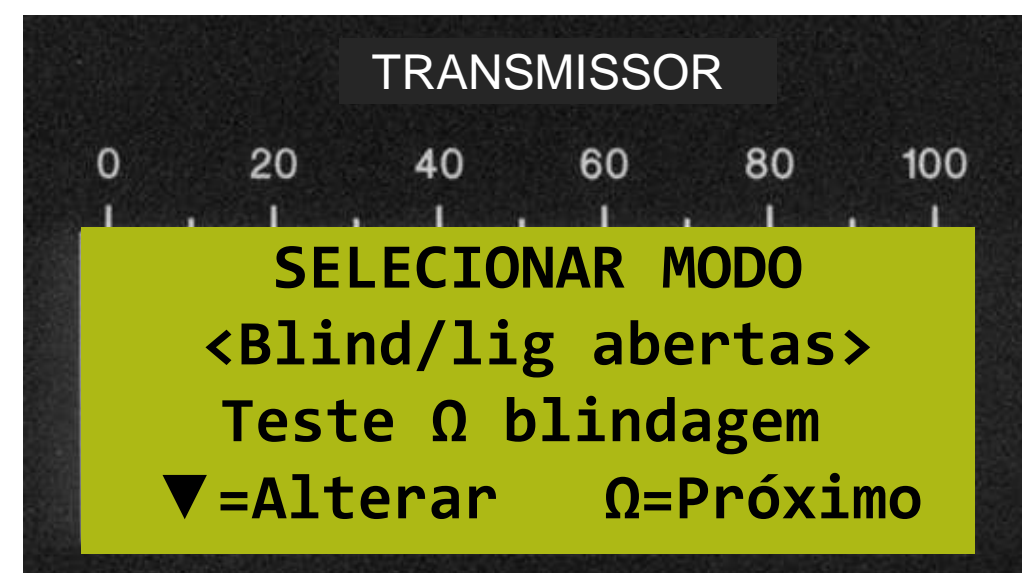 TRANSMISSOR
0 20 40 60 80 100
SELECIONAR MODO
<Blind/lig abertas>
Teste Ω blindagem
▼=Alterar Ω=Próximo